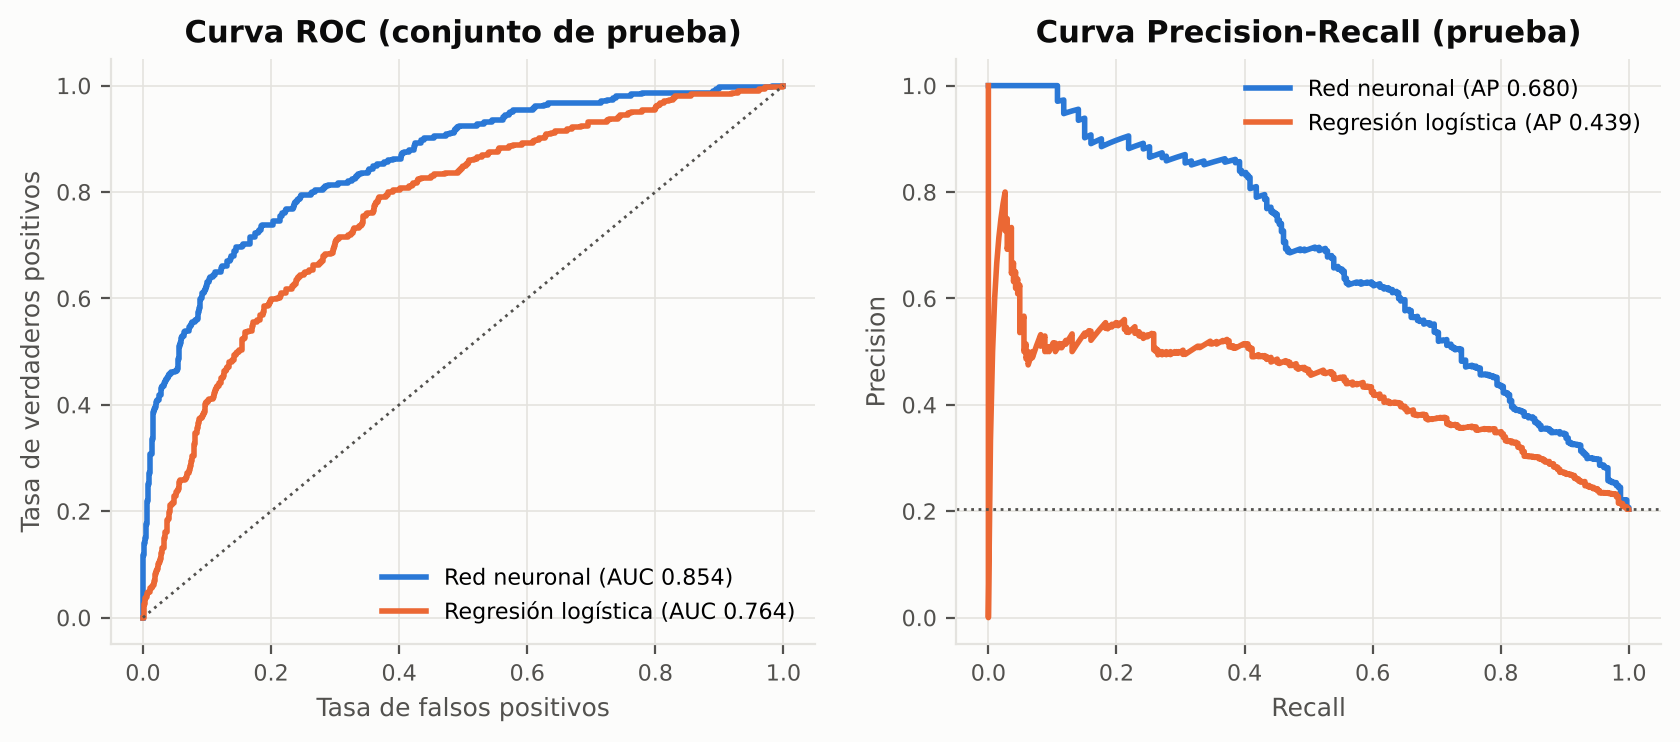 Curva ROC (conjunto de prueba)
Tasa de verdaderos positivos
1.0
0.8
0.6
0.4
0.2
0.0
Red neuronal (AUC 0.854)
Regresión logística (AUC 0.764)
0.0 0.2 0.4 0.6 0.8 1.0
Tasa de falsos positivos
Curva Precision-Recall (prueba)
Precision
1.0
0.8
0.6
0.4
0.2
0.0
Red neuronal (AP 0.680)
Regresión logística (AP 0.439)
0.0 0.2 0.4 0.6 0.8 1.0
Recall